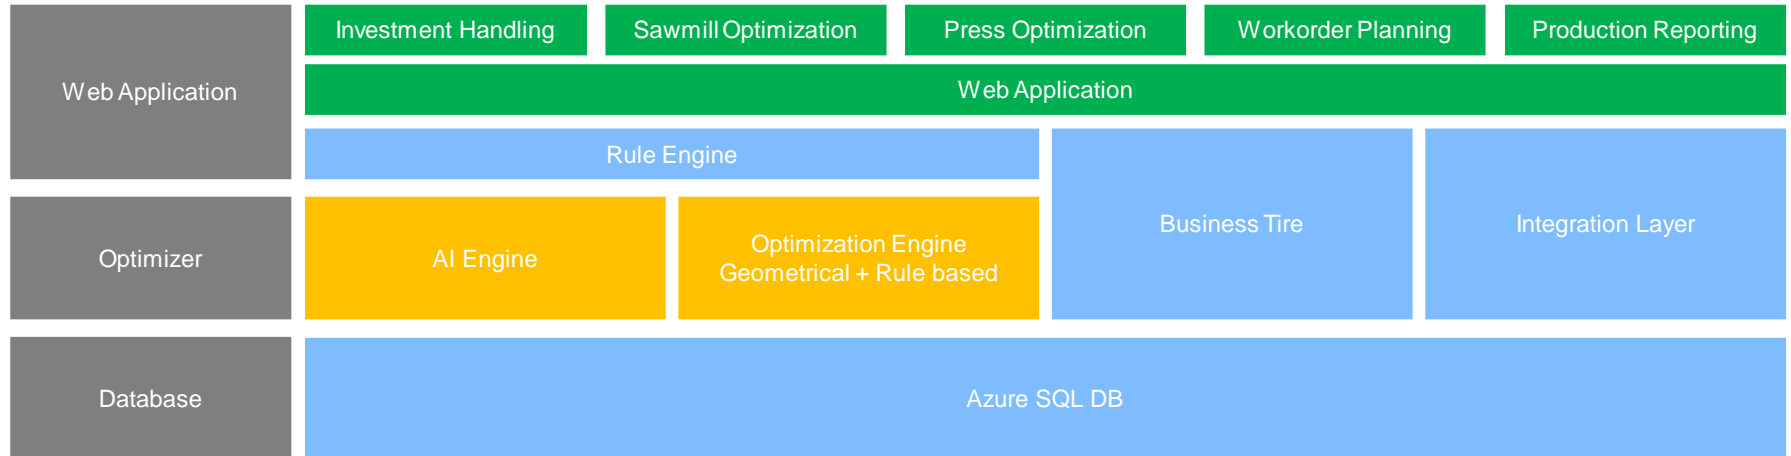 Investment Handling
Sawmill Optimization
Press Optimization
Workorder Planning
Production Reporting
Web Application
Web Application
Rule Engine
Business Tire
Integration Layer
Optimizer
AI Engine
Optimization Engine
Geometrical + Rule based
Database
Azure SQL DB